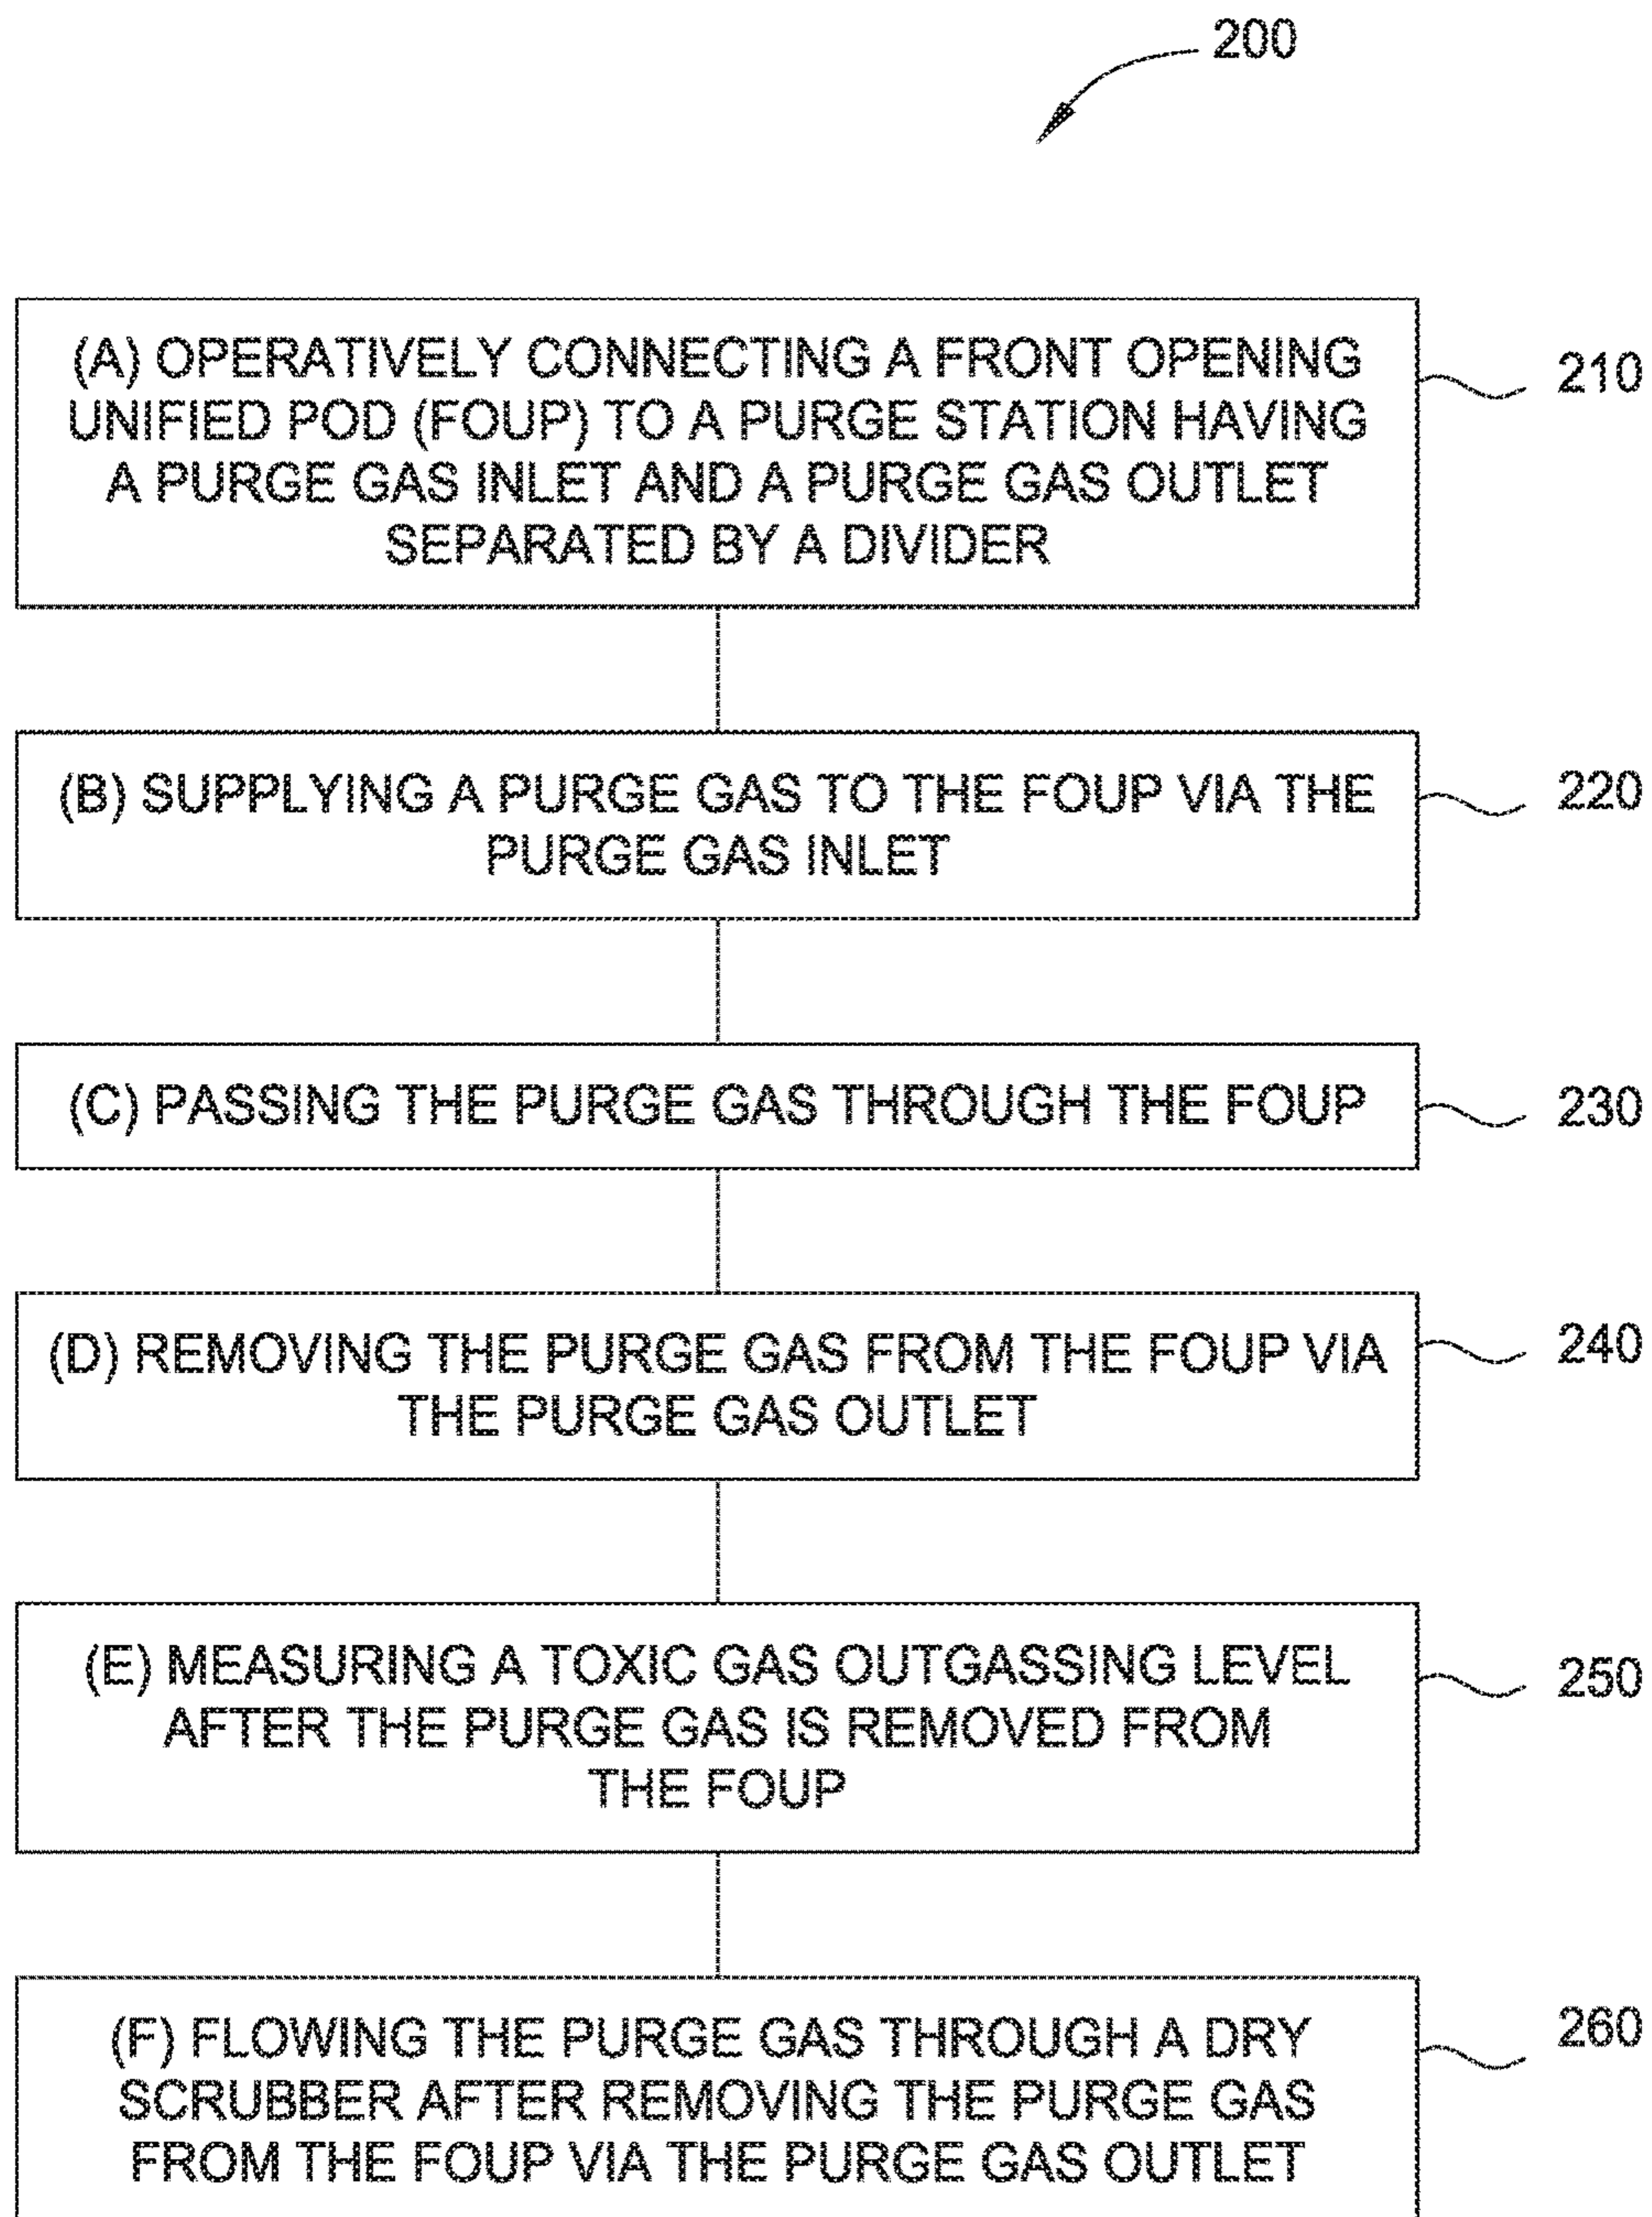 200
(A) OPERATIVELY CONNECTING A FRONT OPENING
UNIFIED POD (FOUP) TO A PURGE STATION HAVING
A PURGE GAS INLET AND A PURGE GAS OUTLET
SEPARATED BY A DIVIDER
210
(B) SUPPLYING A PURGE GAS TO THE FOUP VIA THE
PURGE GAS INLET
220
(C) PASSING THE PURGE GAS THROUGH THE FOUP
230
(D) REMOVING THE PURGE GAS FROM THE FOUP VIA
THE PURGE GAS OUTLET
240
(E) MEASURING A TOXIC GAS OUTGASSING LEVEL
AFTER THE PURGE GAS IS REMOVED FROM
THE FOUP
250
(F) FLOWING THE PURGE GAS THROUGH A DRY
SCRUBBER AFTER REMOVING THE PURGE GAS
FROM THE FOUP VIA THE PURGE GAS OUTLET
260